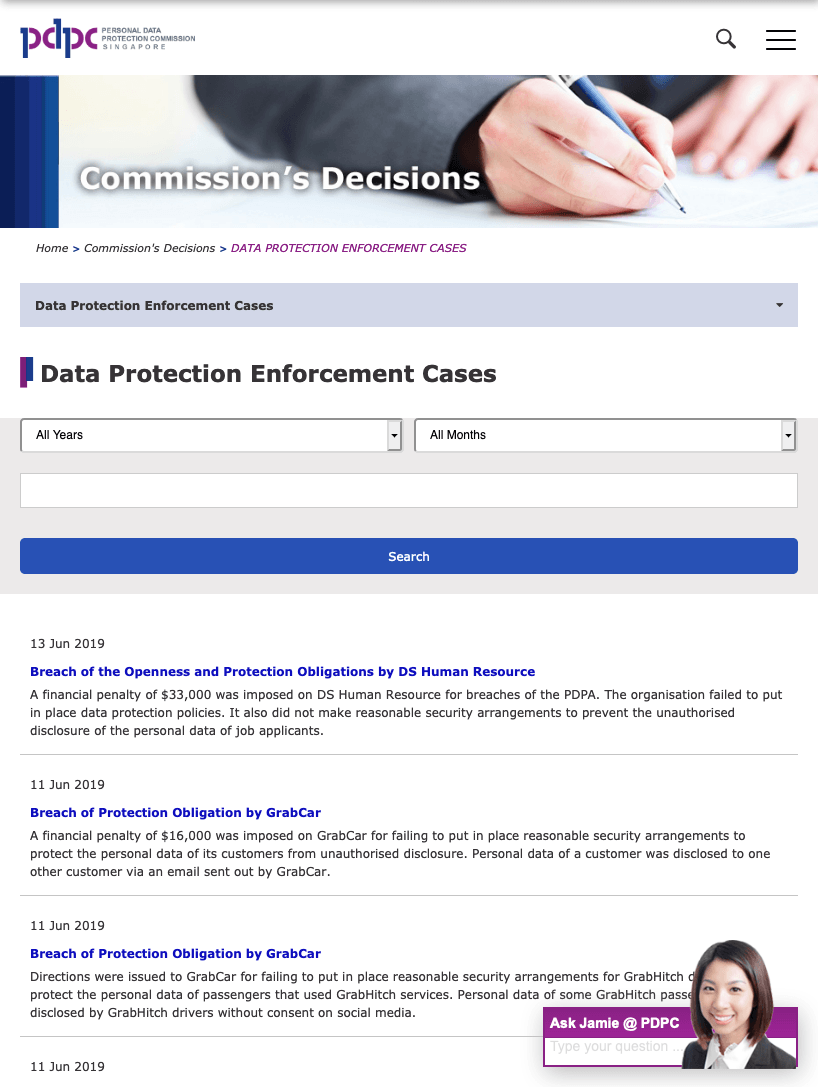 pdpc PERSONAL DATA
PROTECTION COMMISSION
SINGAPORE
Commission's Decisions
Home > Commission's Decisions > DATA PROTECTION ENFORCEMENT CASES
Data Protection Enforcement Cases
Data Protection Enforcement Cases
All Years
All Months
Search
13 Jun 2019
Breach of the Openness and Protection Obligations by DS Human Resource
A financial penalty of $33,000 was imposed on DS Human Resource for breaches of the PDPA. The organisation failed to put
in place data protection policies. It also did not make reasonable security arrangements to prevent the unauthorised
disclosure of the personal data of job applicants.
11 Jun 2019
Breach of Protection Obligation by GrabCar
A financial penalty of $16,000 was imposed on GrabCar for failing to put in place reasonable security arrangements to
protect the personal data of its customers from unauthorised disclosure. Personal data of a customer was disclosed to one
other customer via an email sent out by GrabCar.
11 Jun 2019
Breach of Protection Obligation by GrabCar
Directions were issued to GrabCar for failing to put in place reasonable security arrangements for GrabHitch
protect the personal data of passengers that used GrabHitch services. Personal data of some GrabHitch
disclosed by GrabHitch drivers without consent on social media.
Ask Jamie @ PDPC
Type your question ...
11 Jun 2019